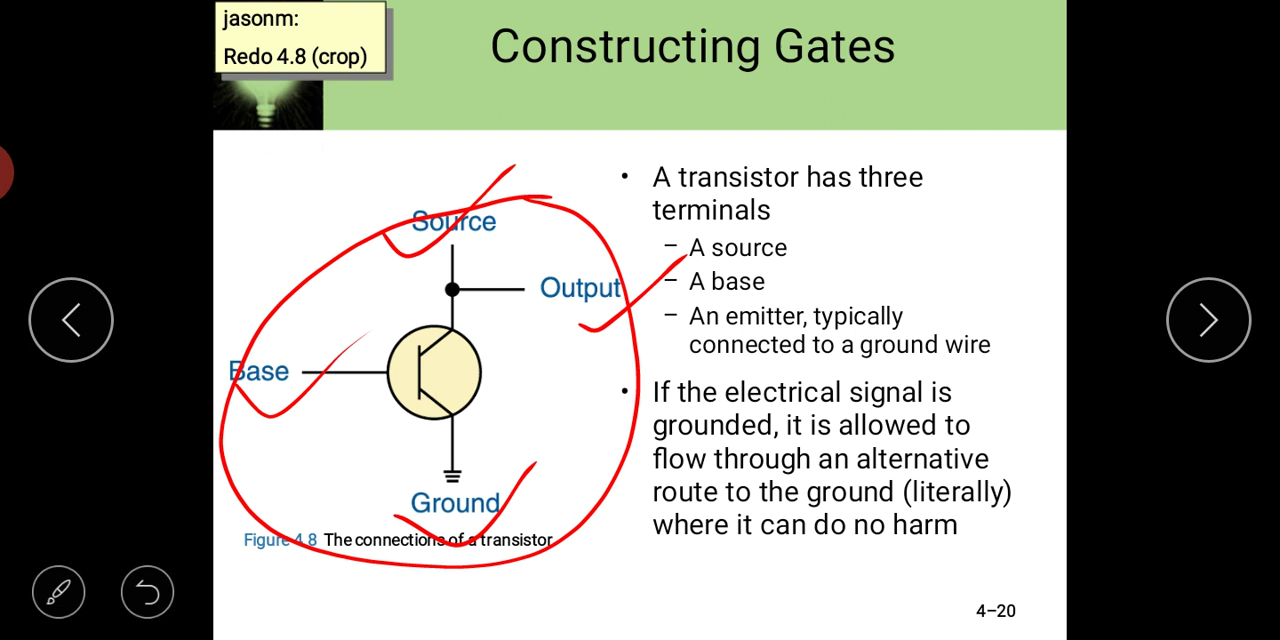 jasonm:
Redo 4.8 (crop)
Constructing Gates
Source
Output
Base
Ground
Figure 4.8 The connections of a transistor
• A transistor has three
terminals
– A source
– A base
– An emitter, typically
connected to a ground wire
• If the electrical signal is
grounded, it is allowed to
flow through an alternative
route to the ground (literally)
where it can do no harm
4–20